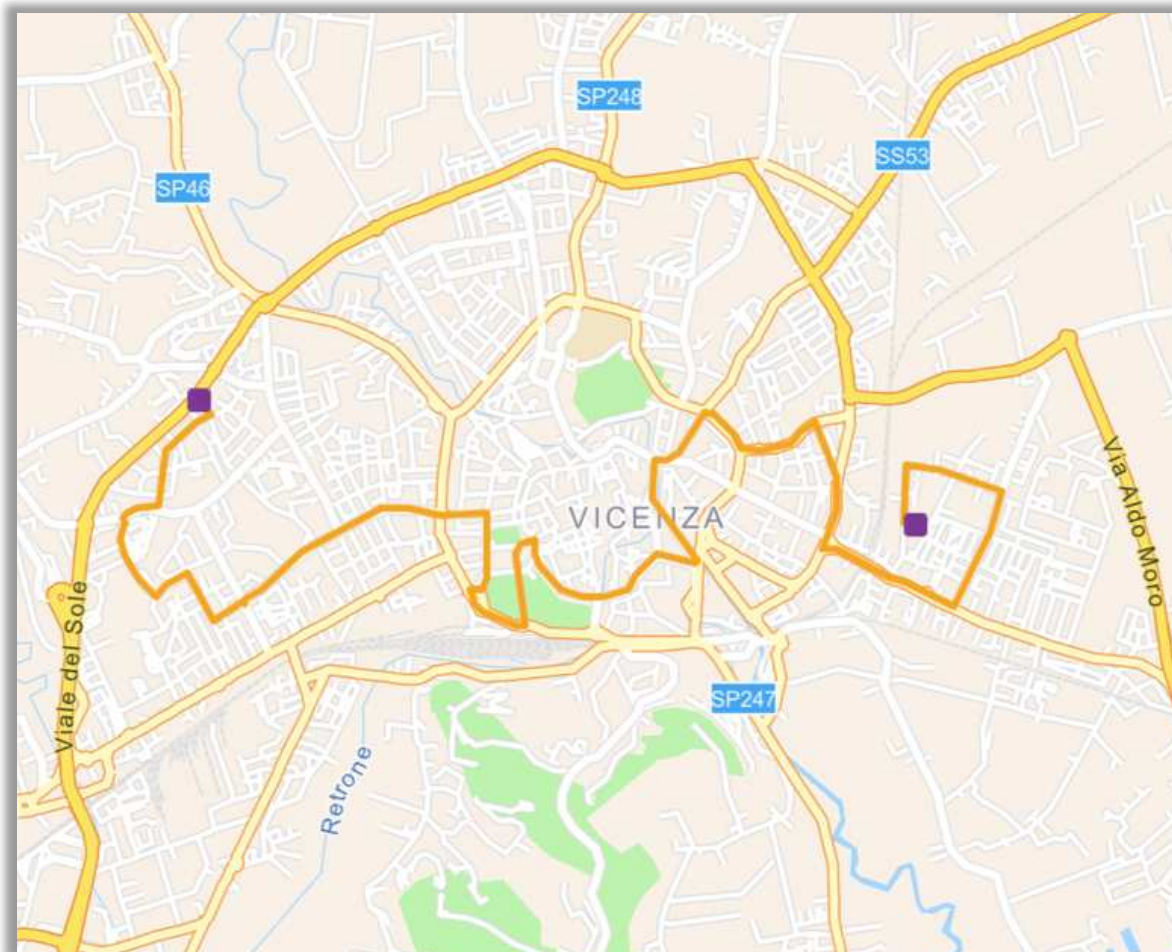 SP248
SS53
SP46
Via Aldo Moro
VICENZA
Viale del Sole
SP247
Retrone